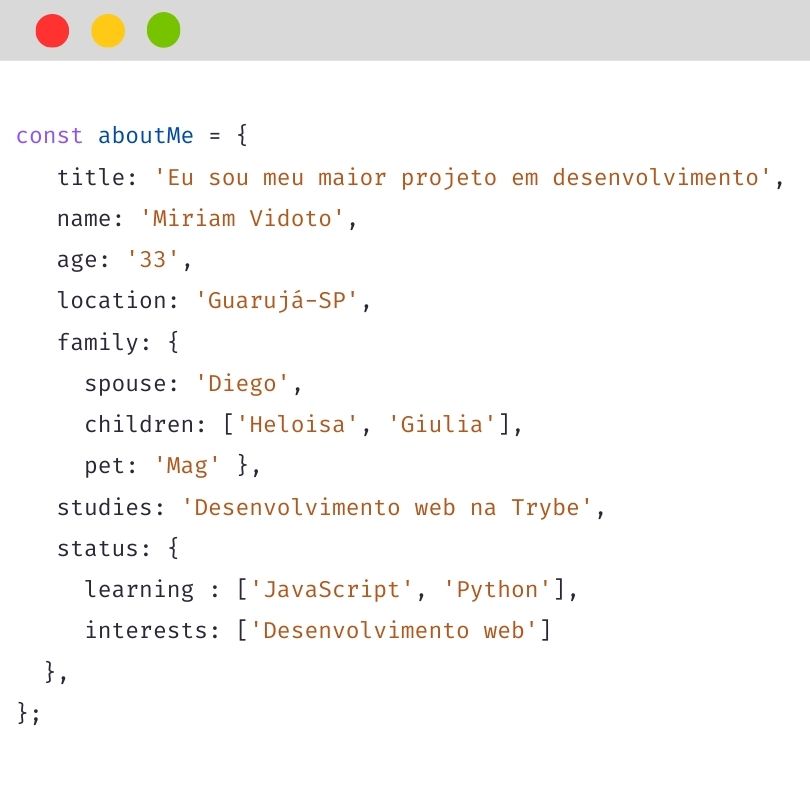 const aboutMe = {
title: 'Eu sou meu maior projeto em desenvolvimento',
name: 'Miriam Vidoto',
age: '33',
location: 'Guarujá-SP',
family: {
spouse: 'Diego',
children: ['Heloisa', 'Giulia'],
pet: 'Mag' },
studies: 'Desenvolvimento web na Trybe',
status: {
learning : ['JavaScript', 'Python'],
interests: ['Desenvolvimento web']
},
};